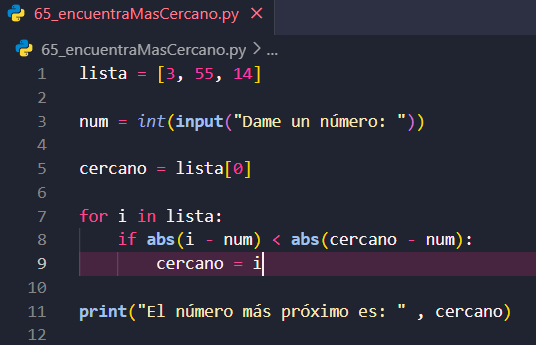 65_encuentraMasCercano.py ×
65_encuentraMasCercano.py > ...
1 lista = [3, 55, 14]
2
3 num = int(input("Dame un número: "))
4
5 cercano = lista[0]
6
7 for i in lista:
8     if abs(i - num) < abs(cercano - num):
9         cercano = i
10
11 print("El número más próximo es: " , cercano)
12